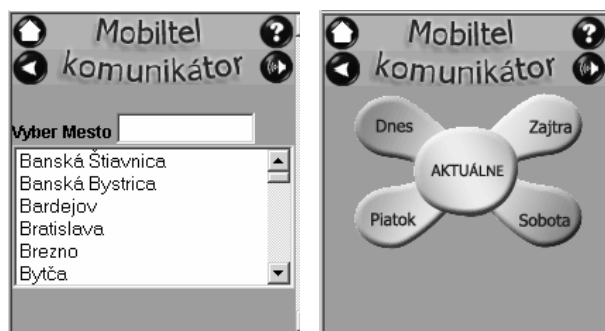 Mobiltel
?
komunikátor
Vyber Mesto
Banská Štiavnica
Banská Bystrica
Bardejov
Bratislava
Brezno
Bytča
Mobiltel
?
komunikátor
Dnes
Zajtra
AKTUÁLNE
Piatok
Sobota